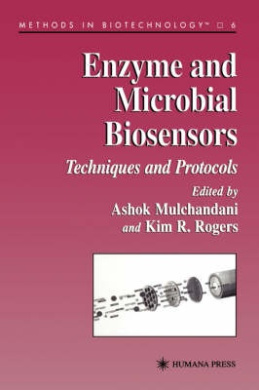 METHODS IN BIOTECHNOLOGY™ □ 6
Enzyme and
Microbial
Biosensors
Techniques and Protocols
Edited by
Ashok Mulchandani
and Kim R. Rogers
HUMANA PRESS